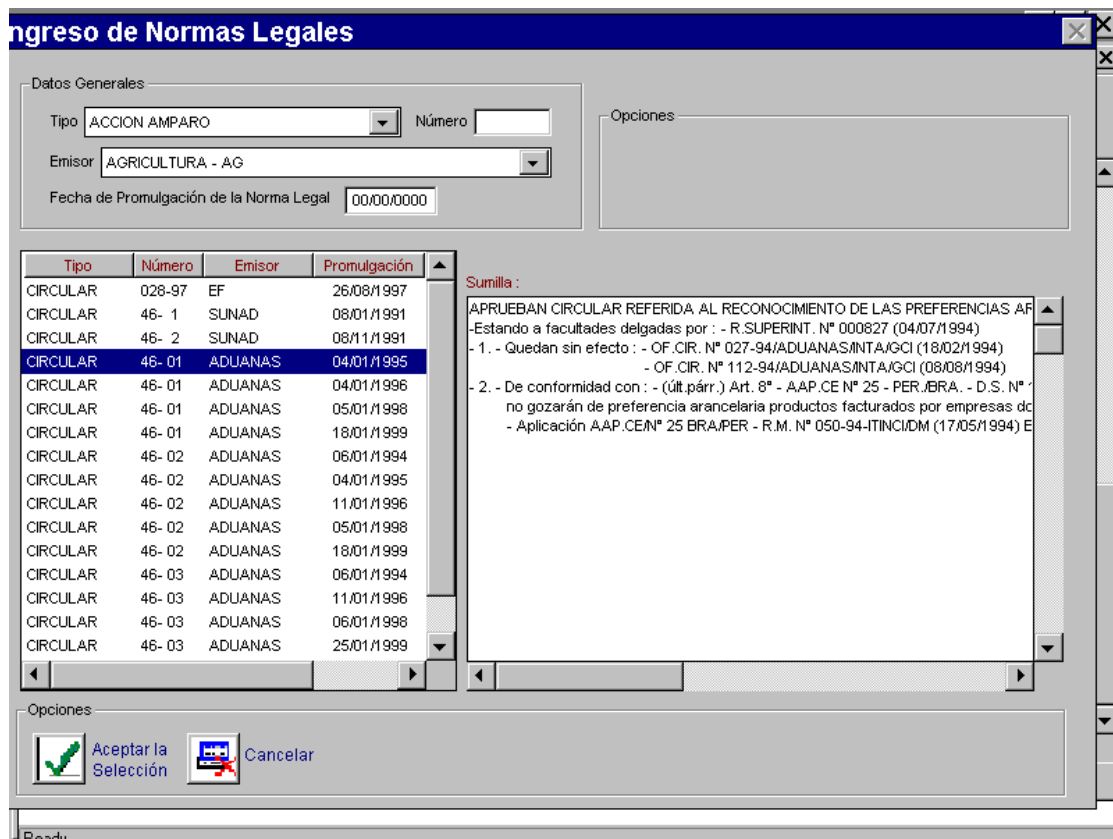 ngreso de Normas Legales
Datos Generales
Tipo ACCION AMPARO Número
Emisor AGRICULTURA - AG
Fecha de Promulgación de la Norma Legal 00/00/0000
Opciones
Tipo Número Emisor Promulgación
CIRCULAR 028-97 EF 26/08/1997
CIRCULAR 46- 1 SUNAD 08/01/1991
CIRCULAR 46- 2 SUNAD 08/11/1991
CIRCULAR 46- 01 ADUANAS 04/01/1995
CIRCULAR 46- 01 ADUANAS 04/01/1996
CIRCULAR 46- 01 ADUANAS 05/01/1998
CIRCULAR 46- 01 ADUANAS 18/01/1999
CIRCULAR 46- 02 ADUANAS 06/01/1994
CIRCULAR 46- 02 ADUANAS 04/01/1995
CIRCULAR 46- 02 ADUANAS 11/01/1996
CIRCULAR 46- 02 ADUANAS 05/01/1998
CIRCULAR 46- 02 ADUANAS 18/01/1999
CIRCULAR 46- 03 ADUANAS 06/01/1994
CIRCULAR 46- 03 ADUANAS 11/01/1996
CIRCULAR 46- 03 ADUANAS 06/01/1998
CIRCULAR 46- 03 ADUANAS 25/01/1999
Sumilla :
APRUEBAN CIRCULAR REFERIDA AL RECONOCIMIENTO DE LAS PREFERENCIAS AR
-Estando a facultades delgadas por : - R.SUPERINT. Nº 000827 (04/07/1994)
- 1. - Quedan sin efecto : - OF.CIR. Nº 027-94/ADUANAS/INTA/GCI (18/02/1994)
- OF.CIR. Nº 112-94/ADUANAS/INTA/GCI (08/08/1994)
- 2. - De conformidad con : - (últ.párr.) Art. 8º - AAP.CE Nº 25 - PER./BRA. - D.S. Nº
no gozarán de preferencia arancelaria productos facturados por empresas dc
- Aplicación AAP.CE/Nº 25 BRA/PER - R.M. Nº 050-94-ITINCI/DM (17/05/1994) E
Opciones
Aceptar la
Selección
Cancelar
Ready